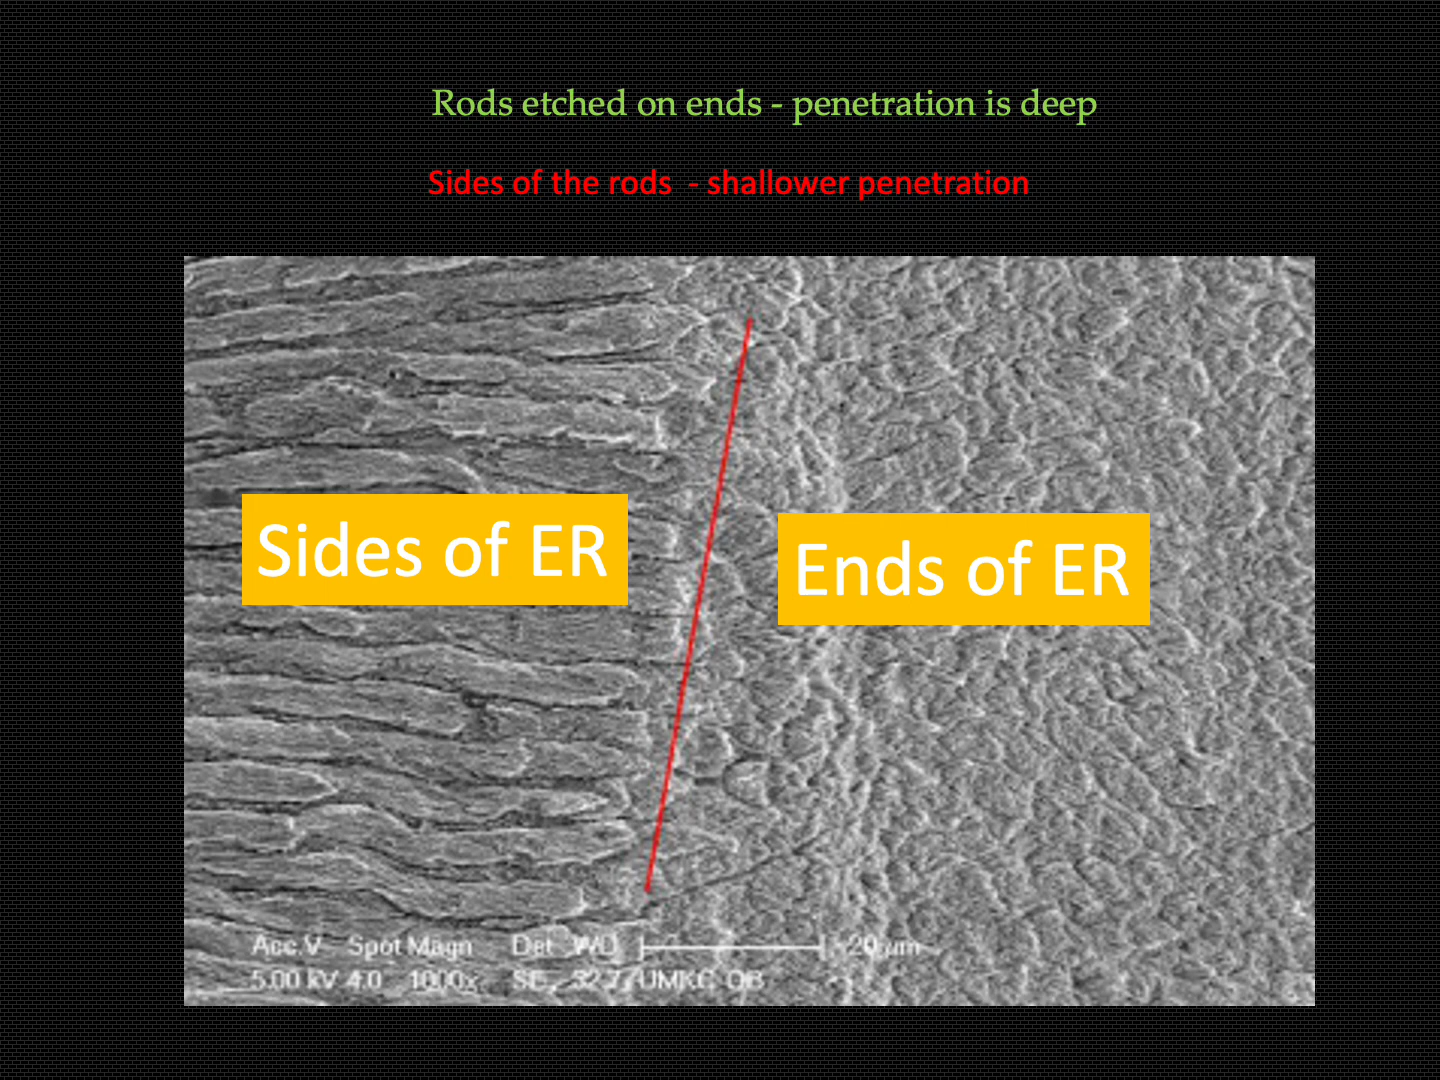 Rods etched on ends - penetration is deep
Sides of the rods - shallower penetration
Sides of ER
Ends of ER
Acc.V Spot Magn Det WD 20 µm
5.00 kV 4.0 1000x SE 32.7 UMKC OB